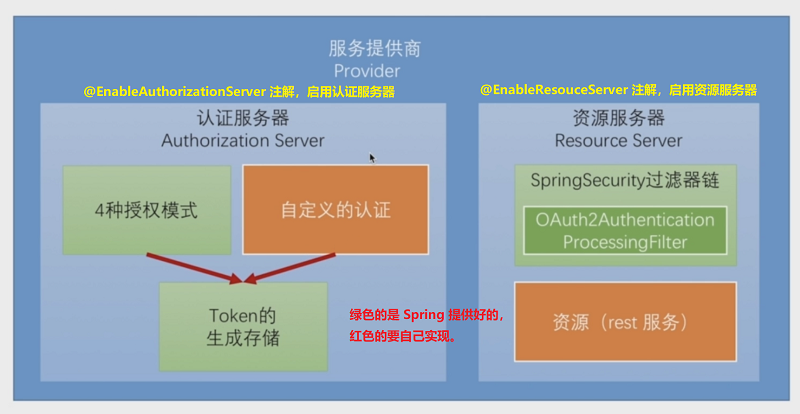 服务提供商
Provider
@EnableAuthorizationServer 注解，启用认证服务器
@EnableResouceServer 注解，启用资源服务器
认证服务器
Authorization Server
4种授权模式
自定义的认证
Token的
生成存储
绿色的是 Spring 提供好的，
红色的要自己实现。
资源服务器
Resource Server
SpringSecurity过滤器链
OAuth2Authentication
ProcessingFilter
资源（rest 服务）